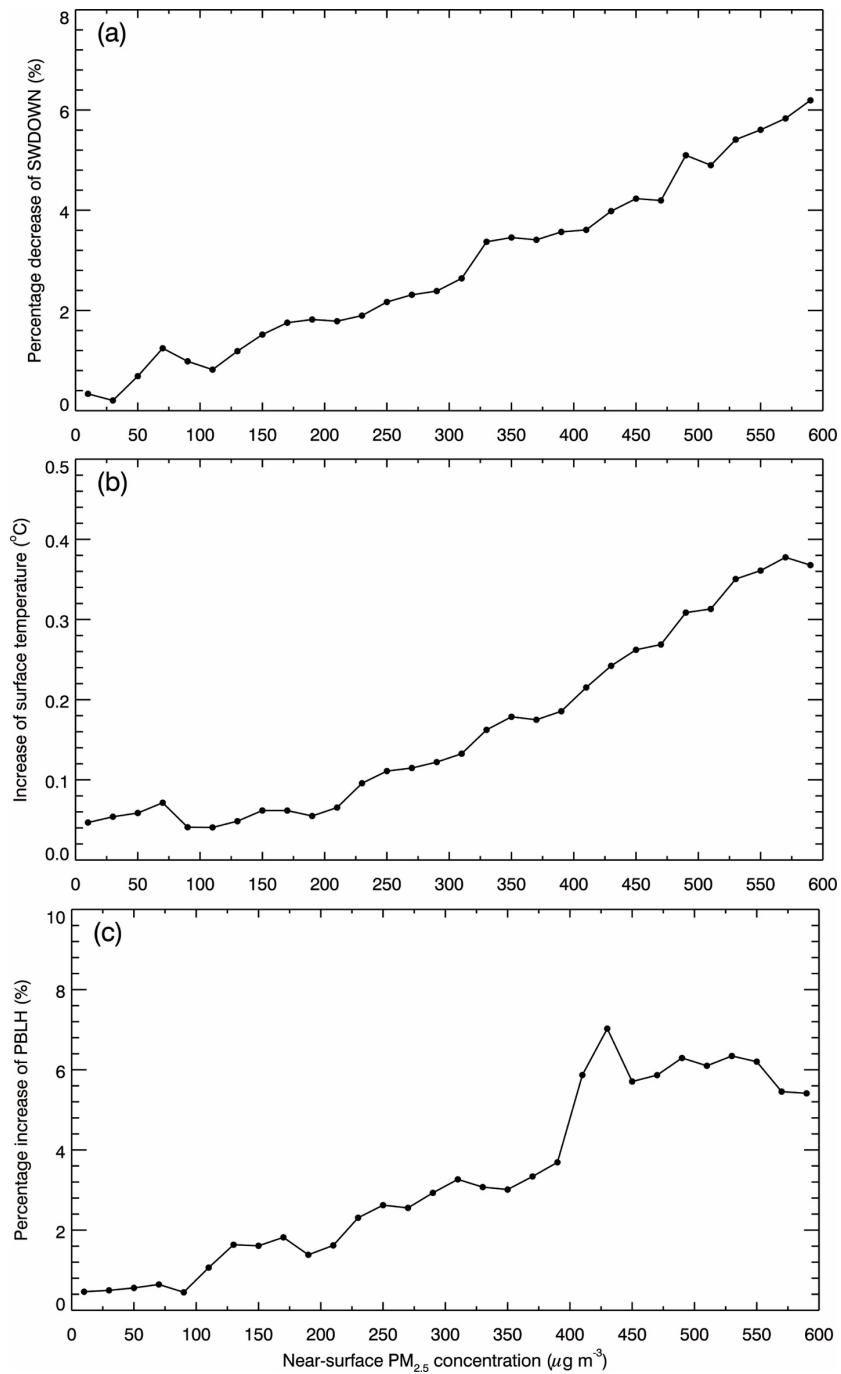 (a)
Percentage decrease of SWDOWN (%)
8
6
4
2
0
0 50 100 150 200 250 300 350 400 450 500 550 600
(b)
Increase of surface temperature (°C)
0.5
0.4
0.3
0.2
0.1
0.0
0 50 100 150 200 250 300 350 400 450 500 550 600
(c)
Percentage increase of PBLH (%)
10
8
6
4
2
0
0 50 100 150 200 250 300 350 400 450 500 550 600
Near-surface PM2.5 concentration (μg m-3)